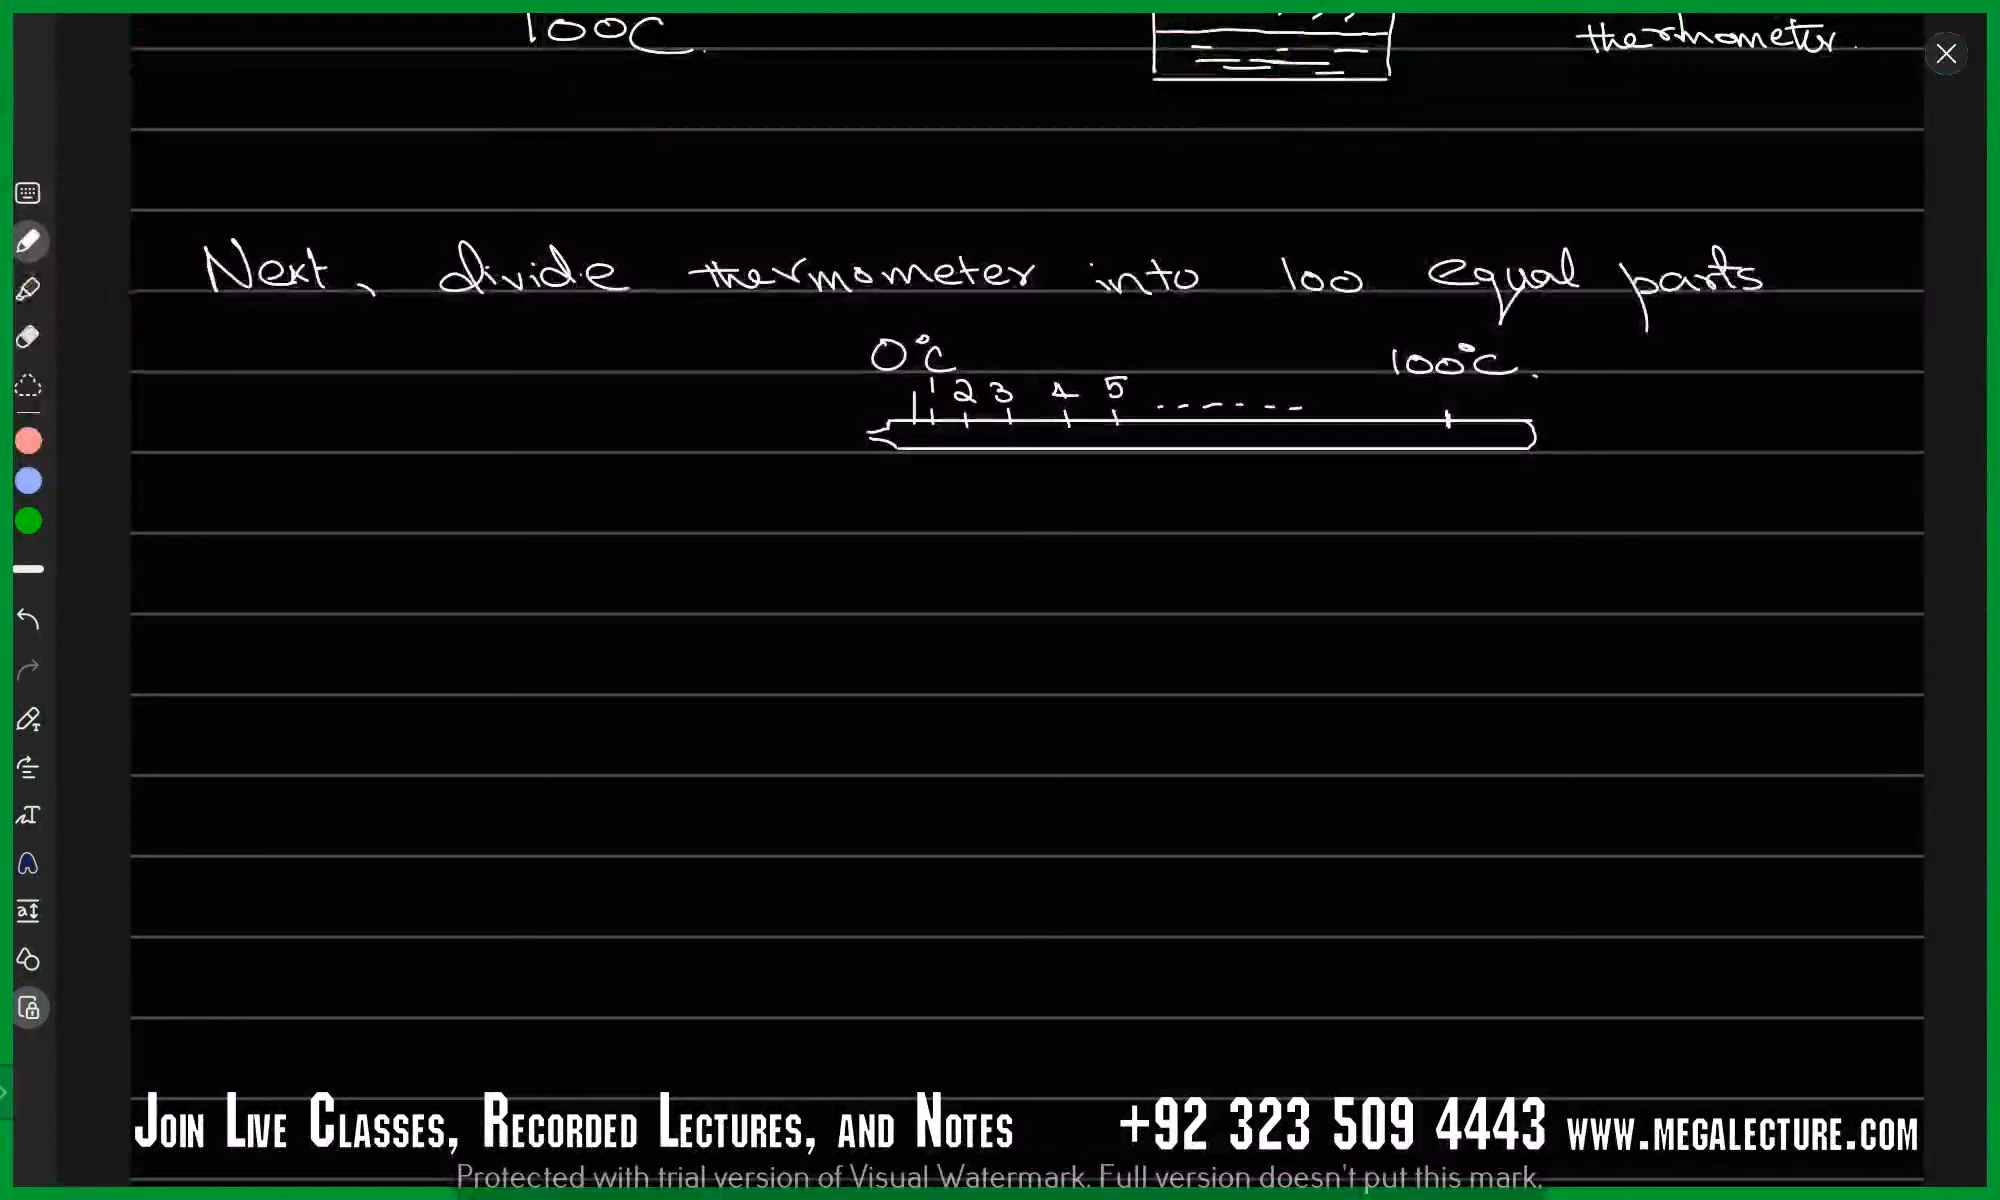 100C.
thermometer.
Next, divide thermometer into 100 equal parts
0°C 100°C.
1 2 3 4 5 ------
JOIN LIVE CLASSES, RECORDED LECTURES, AND NOTES +92 323 509 4443 WWW.MEGALECTURE.COM
Protected with trial version of Visual Watermark. Full version doesn't put this mark.